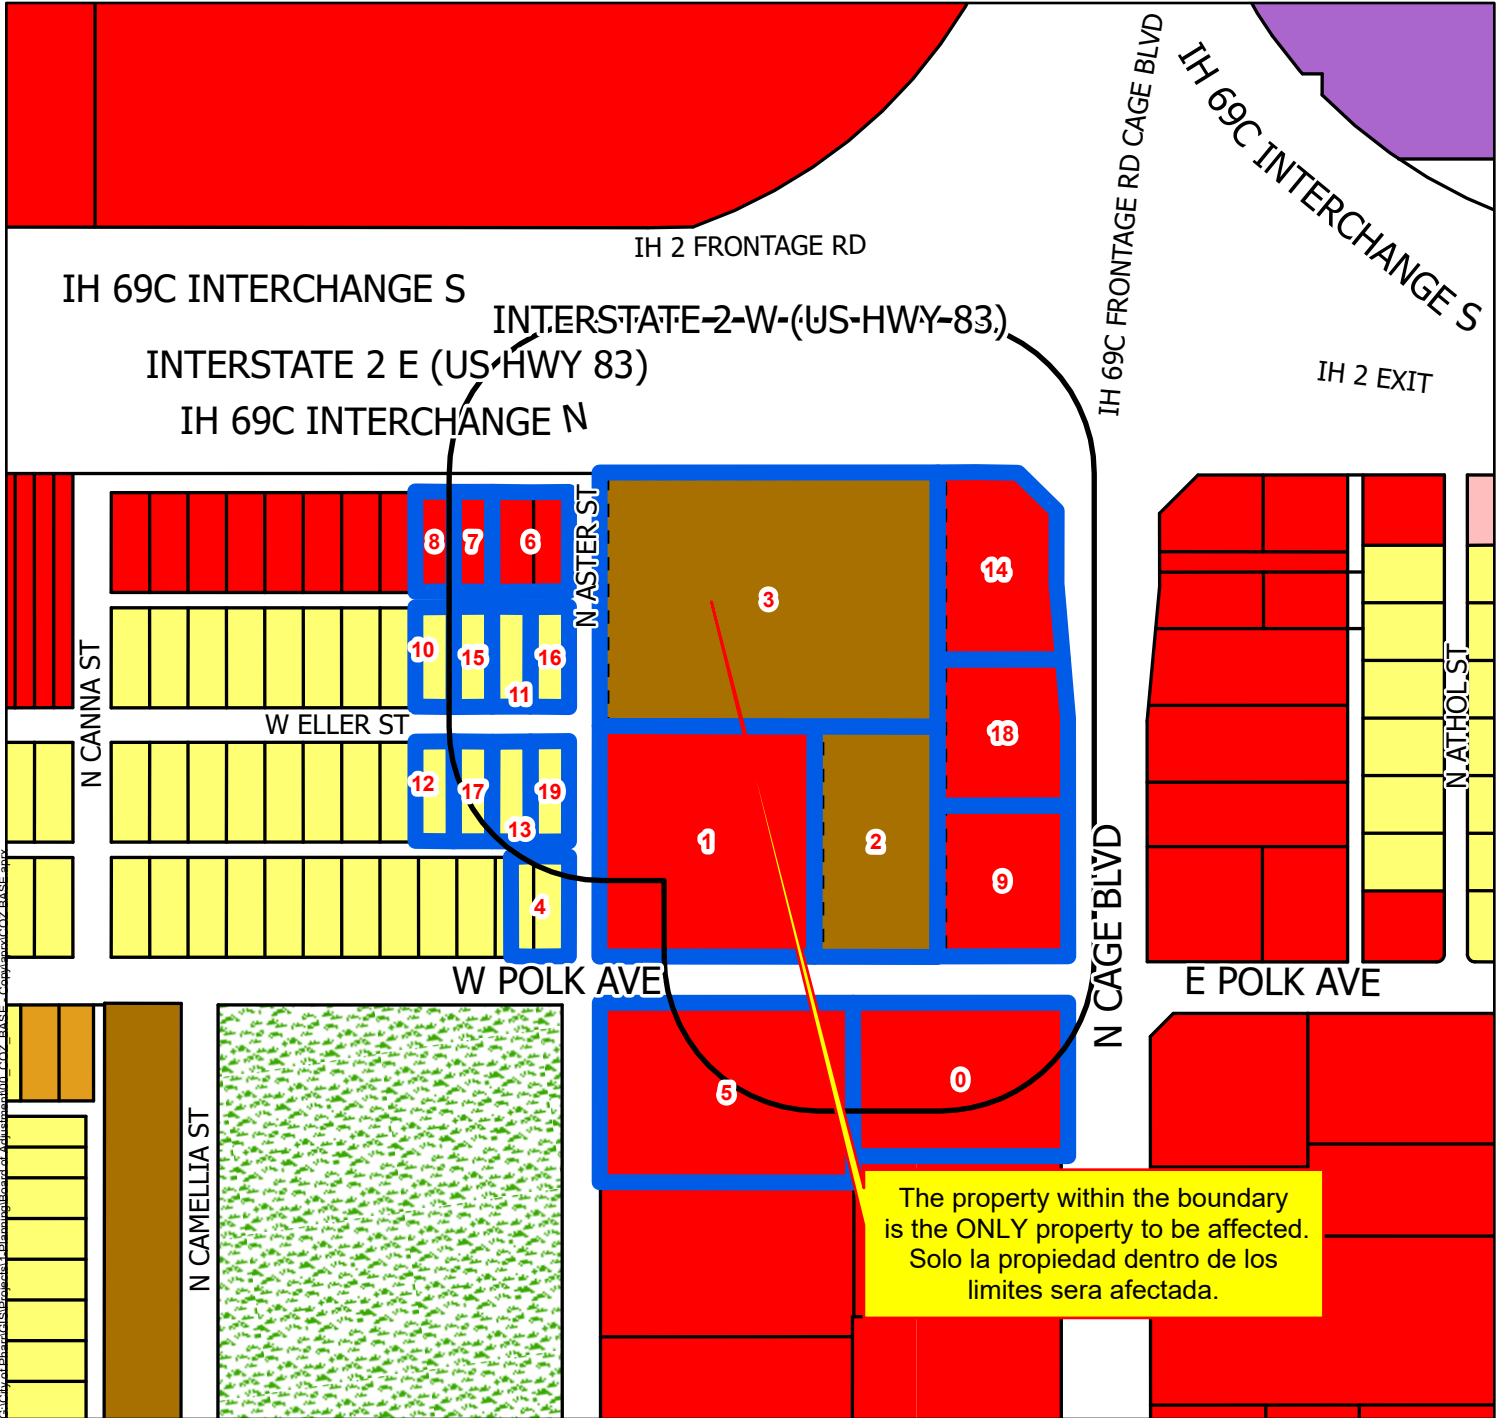 IH 69C FRONTAGE RD CAGE BLVD
IH 69C INTERCHANGE S
IH 2 FRONTAGE RD
IH 69C INTERCHANGE S
INTERSTATE 2 W (US HWY 83)
INTERSTATE 2 E (US HWY 83)
IH 2 EXIT
IH 69C INTERCHANGE N
N ASTER ST
8
7
6
3
14
10
15
16
11
N CANNA ST
W ELLER ST
18
N ATHOL ST
12
17
19
13
1
2
9
4
N CAGE BLVD
W POLK AVE
E POLK AVE
5
0
N CAMELLIA ST
The property within the boundary
is the ONLY property to be affected.
Solo la propiedad dentro de los
limites sera afectada.